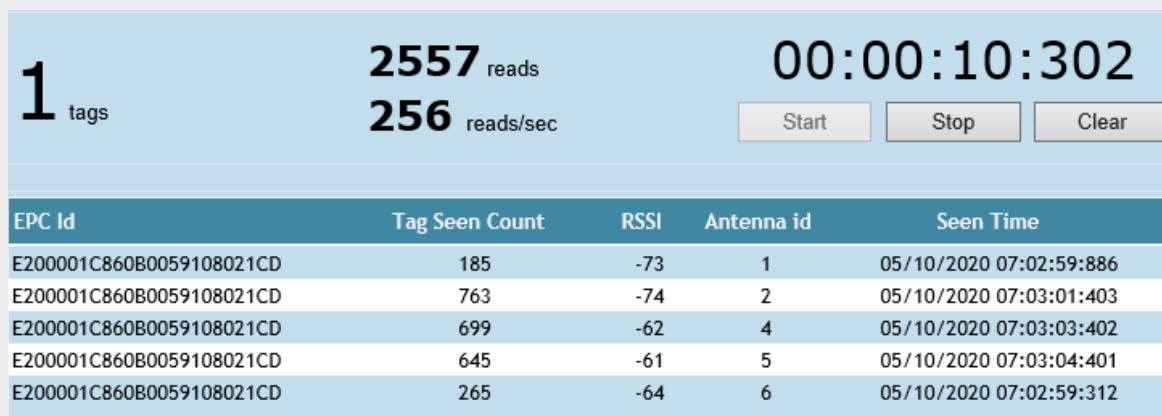 1 tags
2557 reads
256 reads/sec
00:00:10:302
Start Stop Clear
EPC Id Tag Seen Count RSSI Antenna id Seen Time
E200001C860B0059108021CD 185 -73 1 05/10/2020 07:02:59:886
E200001C860B0059108021CD 763 -74 2 05/10/2020 07:03:01:403
E200001C860B0059108021CD 699 -62 4 05/10/2020 07:03:03:402
E200001C860B0059108021CD 645 -61 5 05/10/2020 07:03:04:401
E200001C860B0059108021CD 265 -64 6 05/10/2020 07:02:59:312